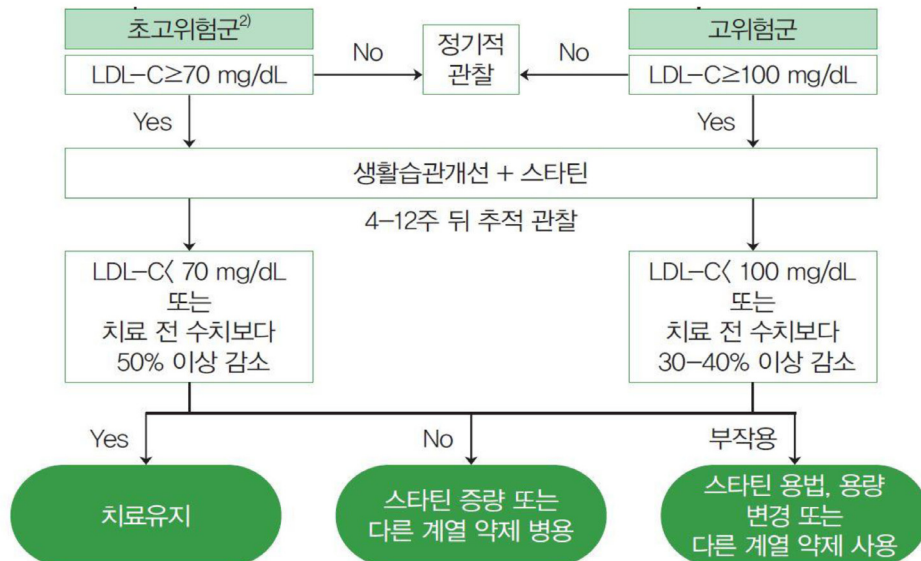 초고위험군2)
No
정기적
관찰
No
고위험군
LDL-C≥70 mg/dL
LDL-C≥100 mg/dL
Yes
Yes
생활습관개선 + 스타틴
4-12주 뒤 추적 관찰
LDL-C< 70 mg/dL
또는
치료 전 수치보다
50% 이상 감소
LDL-C< 100 mg/dL
또는
치료 전 수치보다
30-40% 이상 감소
Yes
No
부작용
치료유지
스타틴 증량 또는
다른 계열 약제 병용
스타틴 용법, 용량
변경 또는
다른 계열 약제 사용